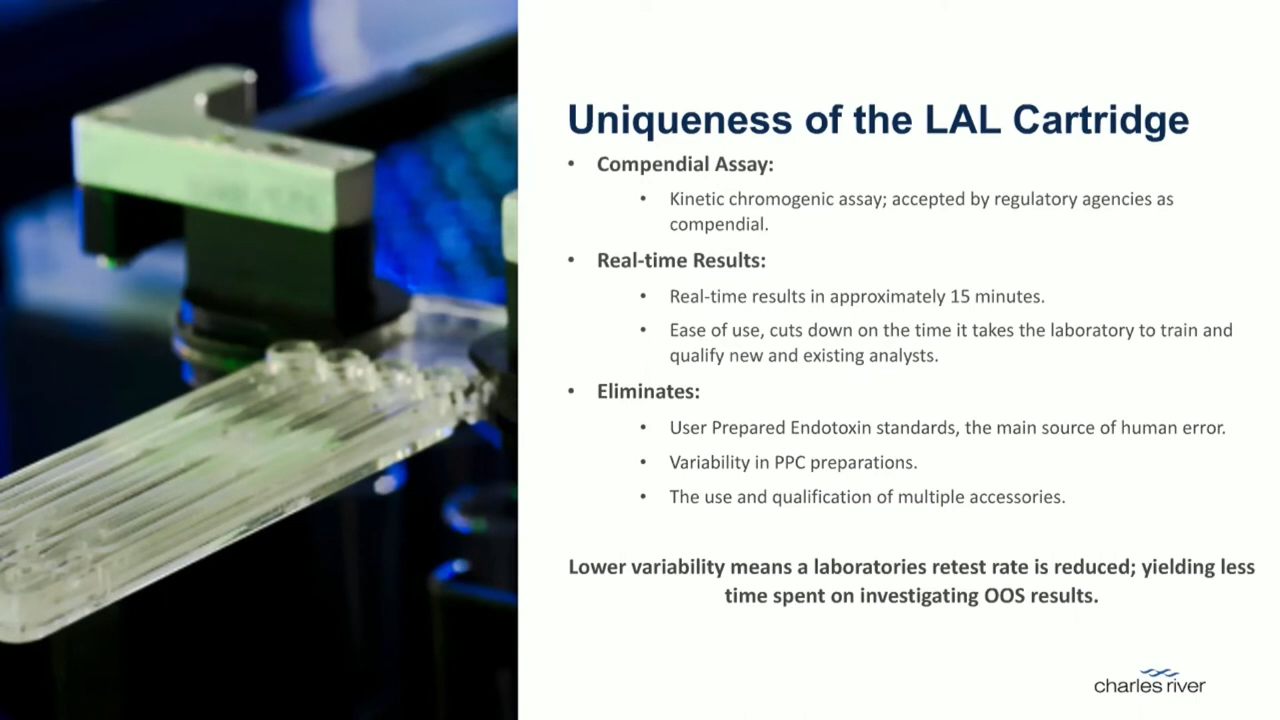 Uniqueness of the LAL Cartridge
• Compendial Assay:
• Kinetic chromogenic assay; accepted by regulatory agencies as
compendial.
• Real-time Results:
• Real-time results in approximately 15 minutes.
• Ease of use, cuts down on the time it takes the laboratory to train and
qualify new and existing analysts.
• Eliminates:
• User Prepared Endotoxin standards, the main source of human error.
• Variability in PPC preparations.
• The use and qualification of multiple accessories.
Lower variability means a laboratories retest rate is reduced; yielding less
time spent on investigating OOS results.
charles river